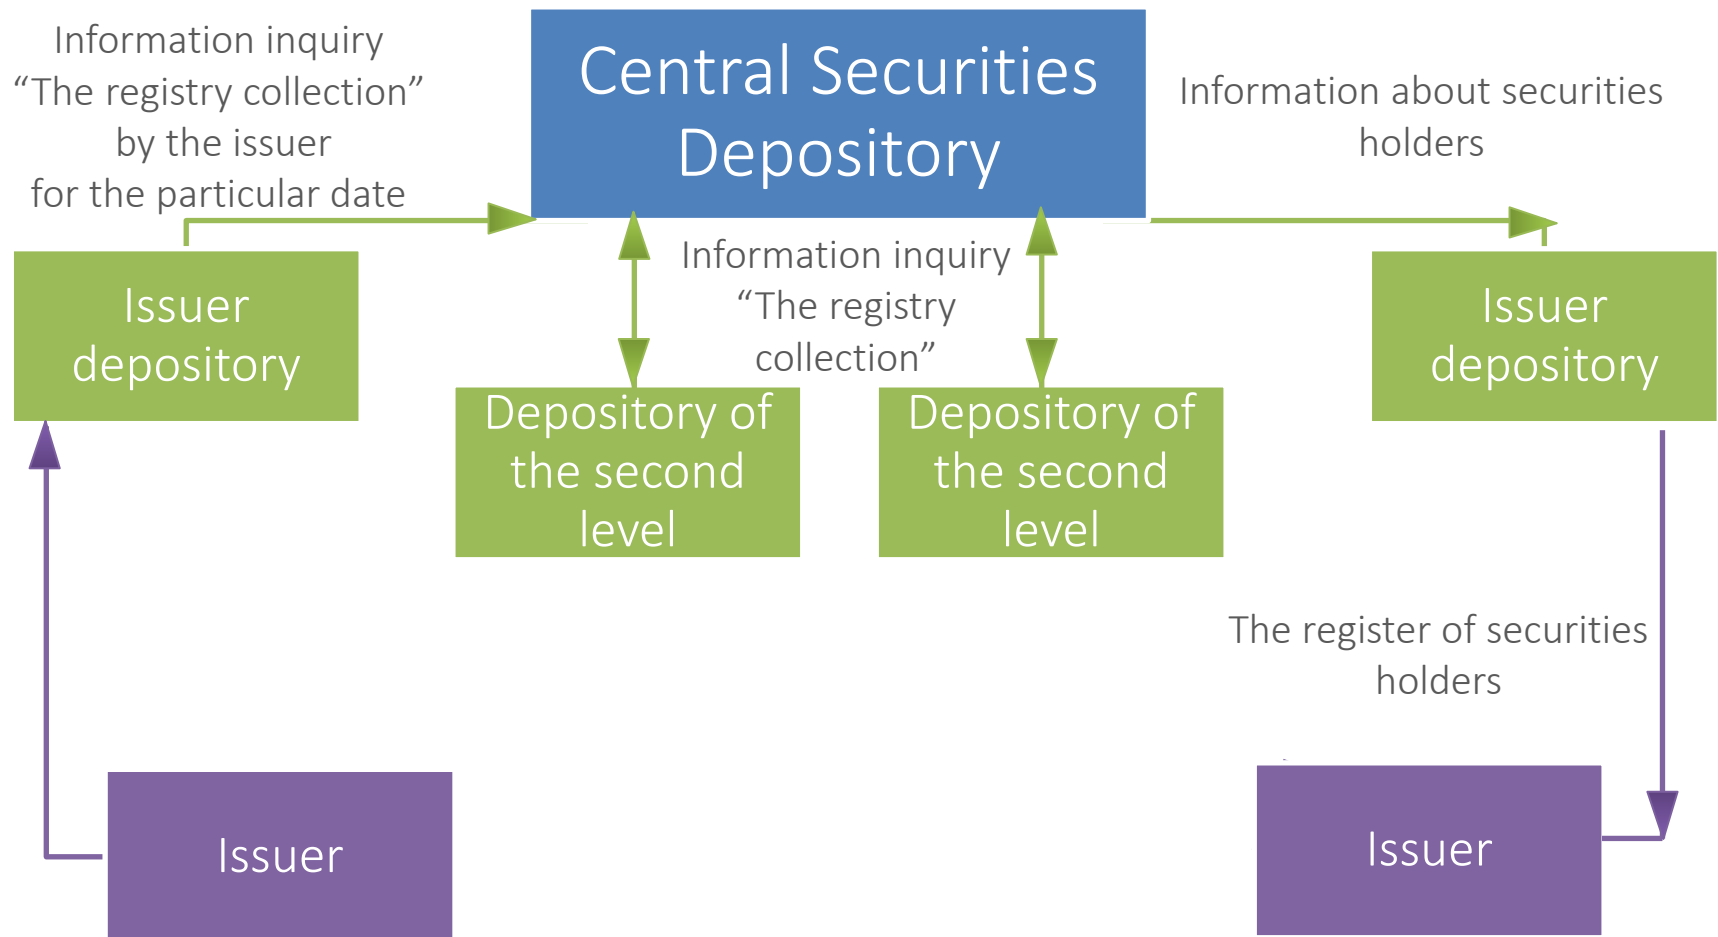 Information inquiry
“The registry collection”
by the issuer
for the particular date
Central Securities
Depository
Information about securities
holders
Information inquiry
“The registry
collection”
Issuer
depository
Issuer
depository
Depository of
the second
level
Depository of
the second
level
The register of securities
holders
Issuer
Issuer